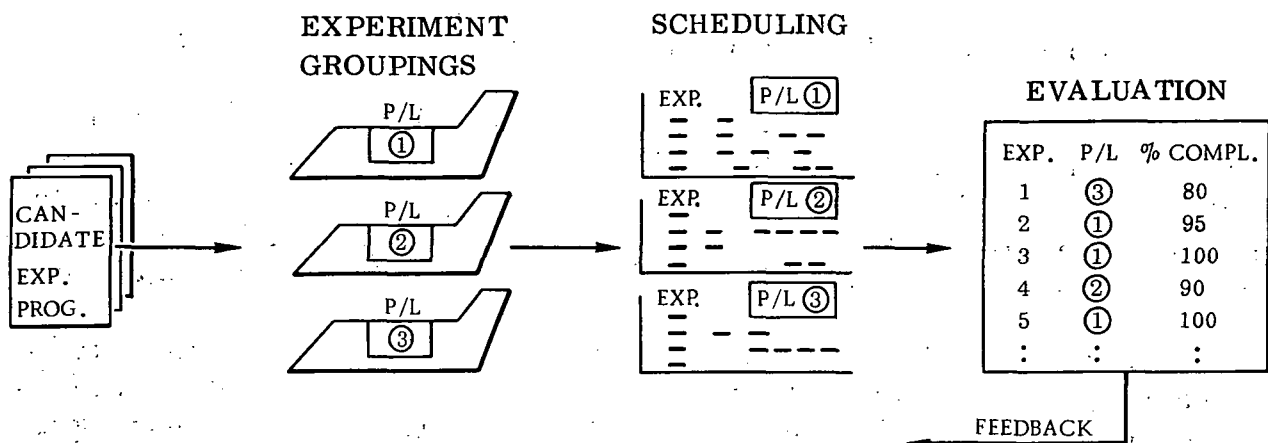 EXPERIMENT
GROUPINGS
SCHEDULING
EVALUATION
CAN-
DIDATE
EXP.
PROG.
P/L
①
P/L
②
P/L
③
EXP. P/L ①
EXP. P/L ②
EXP. P/L ③
EXP. P/L % COMPL.
1 ③ 80
2 ① 95
3 ① 100
4 ② 90
5 ① 100
: : :
FEEDBACK